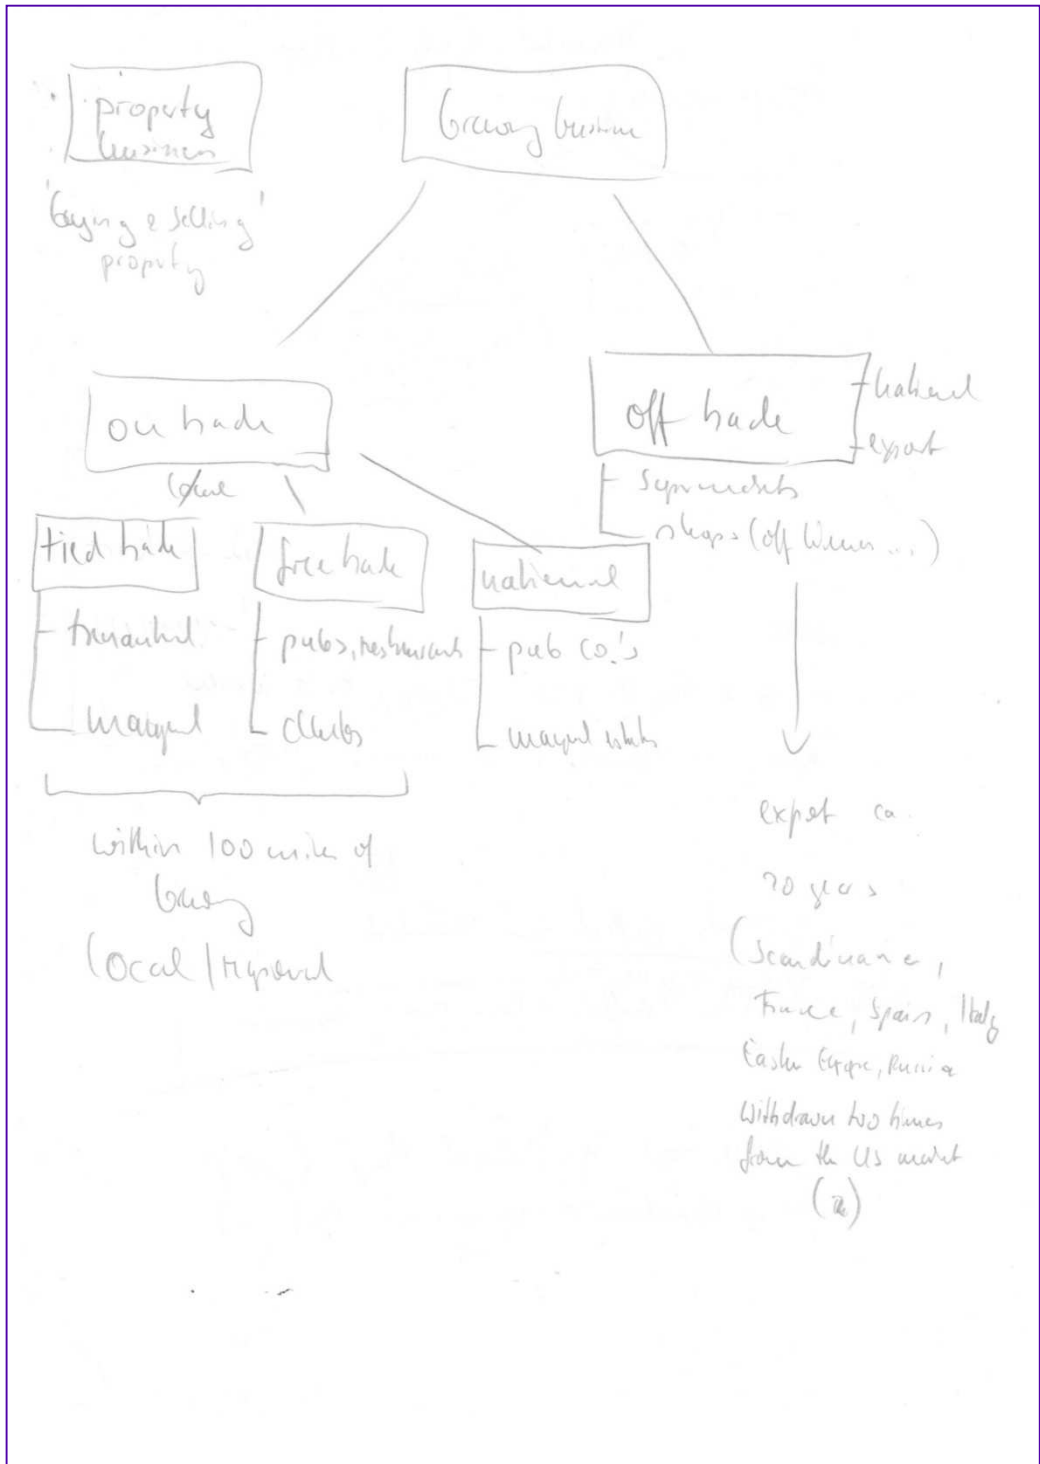 property
business
'buying & selling'
property
brewing business
on trade
off trade
national
export
supermarkets
shops (off licences ...)
tied trade
tenanted
managed
free trade
pubs, restaurants
clubs
national
pub co.'s
managed estates
within 100 miles of
brewery
local / regional
export ca.
20 years
(Scandinavia,
France, Spain, Italy
Eastern Europe, Russia
Withdrawn two times
from the US market